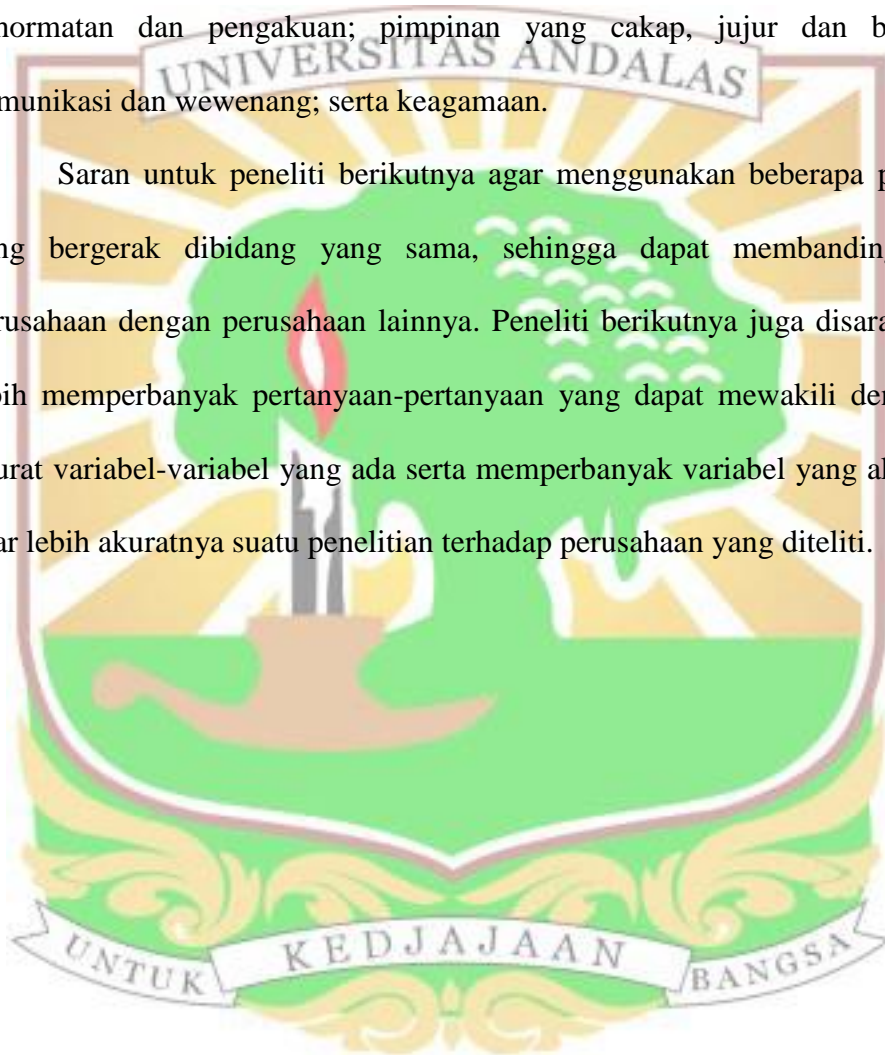 hormatan dan pengakuan; pimpinan yang cakap, jujur dan b
UNIVERSITAS ANDALAS
munikasi dan wewenang; serta keagamaan.
Saran untuk peneliti berikutnya agar menggunakan beberapa p
ng bergerak dibidang yang sama, sehingga dapat membanding
rusahaan dengan perusahaan lainnya. Peneliti berikutnya juga disara
bih memperbanyak pertanyaan-pertanyaan yang dapat mewakili den
urat variabel-variabel yang ada serta memperbanyak variabel yang ak
ar lebih akuratnya suatu penelitian terhadap perusahaan yang diteliti.
UNTUK KEDJAJAAN BANGSA